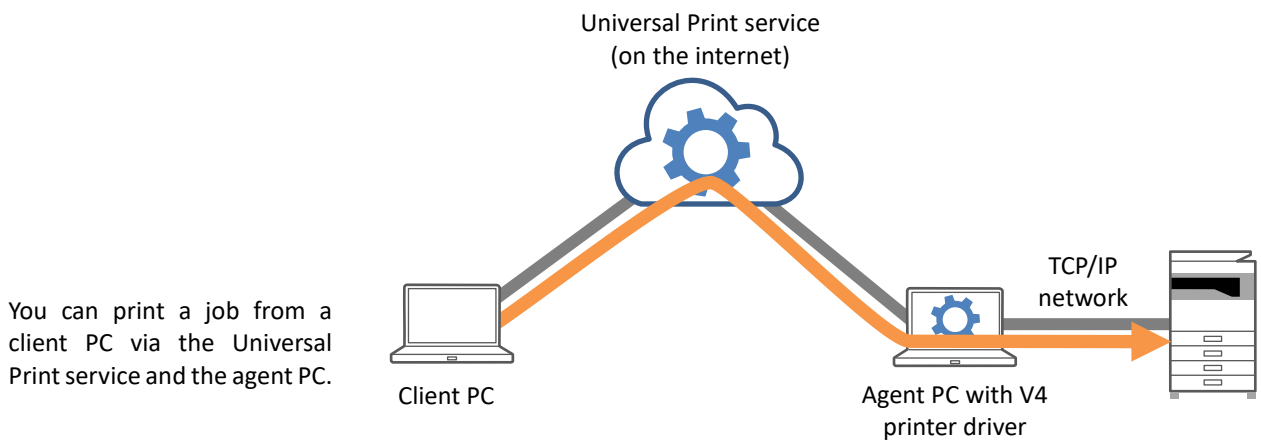 Universal Print service
(on the internet)
TCP/IP
network
You can print a job from a
client PC via the Universal
Print service and the agent PC.
Client PC
Agent PC with V4
printer driver